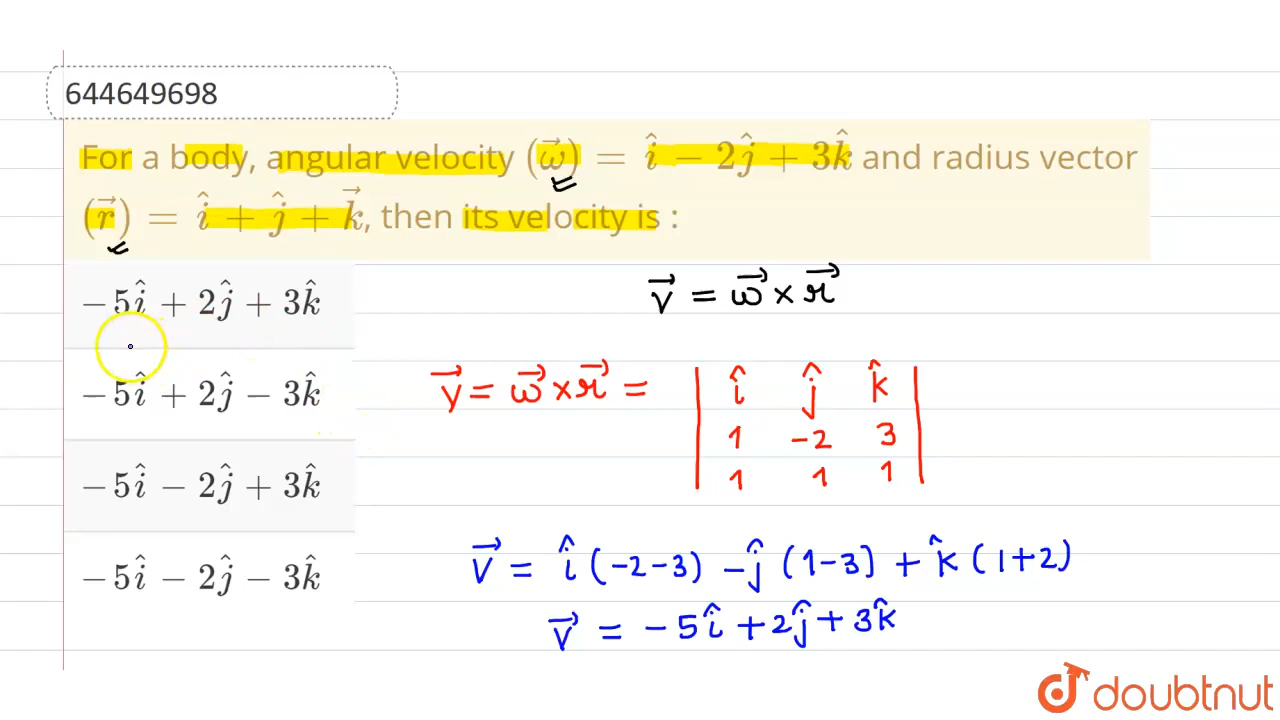 644649698
For a body, angular velocity (ω⃗) = î − 2ĵ + 3k̂ and radius vector
(r⃗) = î + ĵ + k⃗, then its velocity is :
− 5î + 2ĵ + 3k̂
− 5î + 2ĵ − 3k̂
− 5î − 2ĵ + 3k̂
− 5î − 2ĵ − 3k̂
v⃗ = ω⃗ × r⃗
v⃗ = ω⃗ × r⃗ = | î ĵ k̂ |
| 1 −2 3 |
| 1 1 1 |
v⃗ = î (−2−3) − ĵ (1−3) + k̂ (1+2)
v⃗ = −5î + 2ĵ + 3k̂
doubtnut